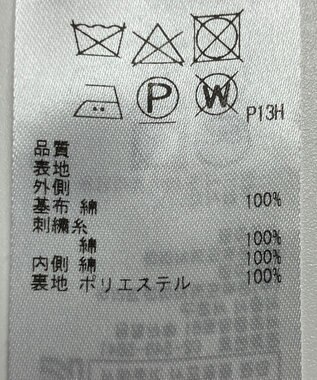 P W P13H
品質
表地
外側
基布 綿 100%
刺繍糸
綿 100%
内側 綿 100%
裏地 ポリエステル 100%